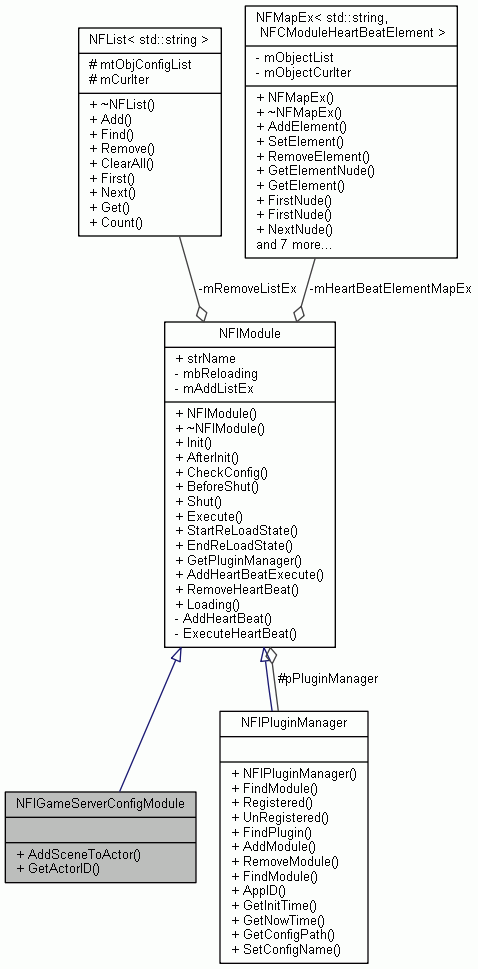 NFList< std::string >
# mtObjConfigList
# mCurIter
+ ~NFList()
+ Add()
+ Find()
+ Remove()
+ ClearAll()
+ First()
+ Next()
+ Get()
+ Count()
NFMapEx< std::string,
NFCModuleHeartBeatElement >
- mObjectList
- mObjectCurIter
+ NFMapEx()
+ ~NFMapEx()
+ AddElement()
+ SetElement()
+ RemoveElement()
+ GetElementNude()
+ GetElement()
+ FirstNude()
+ FirstNude()
+ NextNude()
and 7 more...
-mRemoveListEx
-mHeartBeatElementMapEx
NFIModule
+ strName
- mbReloading
- mAddListEx
+ NFIModule()
+ ~NFIModule()
+ Init()
+ AfterInit()
+ CheckConfig()
+ BeforeShut()
+ Shut()
+ Execute()
+ StartReLoadState()
+ EndReLoadState()
+ GetPluginManager()
+ AddHeartBeatExecute()
+ RemoveHeartBeat()
+ Loading()
- AddHeartBeat()
- ExecuteHeartBeat()
#pPluginManager
NFIGameServerConfigModule
+ AddSceneToActor()
+ GetActorID()
NFIPluginManager
+ NFIPluginManager()
+ FindModule()
+ Registered()
+ UnRegistered()
+ FindPlugin()
+ AddModule()
+ RemoveModule()
+ FindModule()
+ AppID()
+ GetInitTime()
+ GetNowTime()
+ GetConfigPath()
+ SetConfigName()